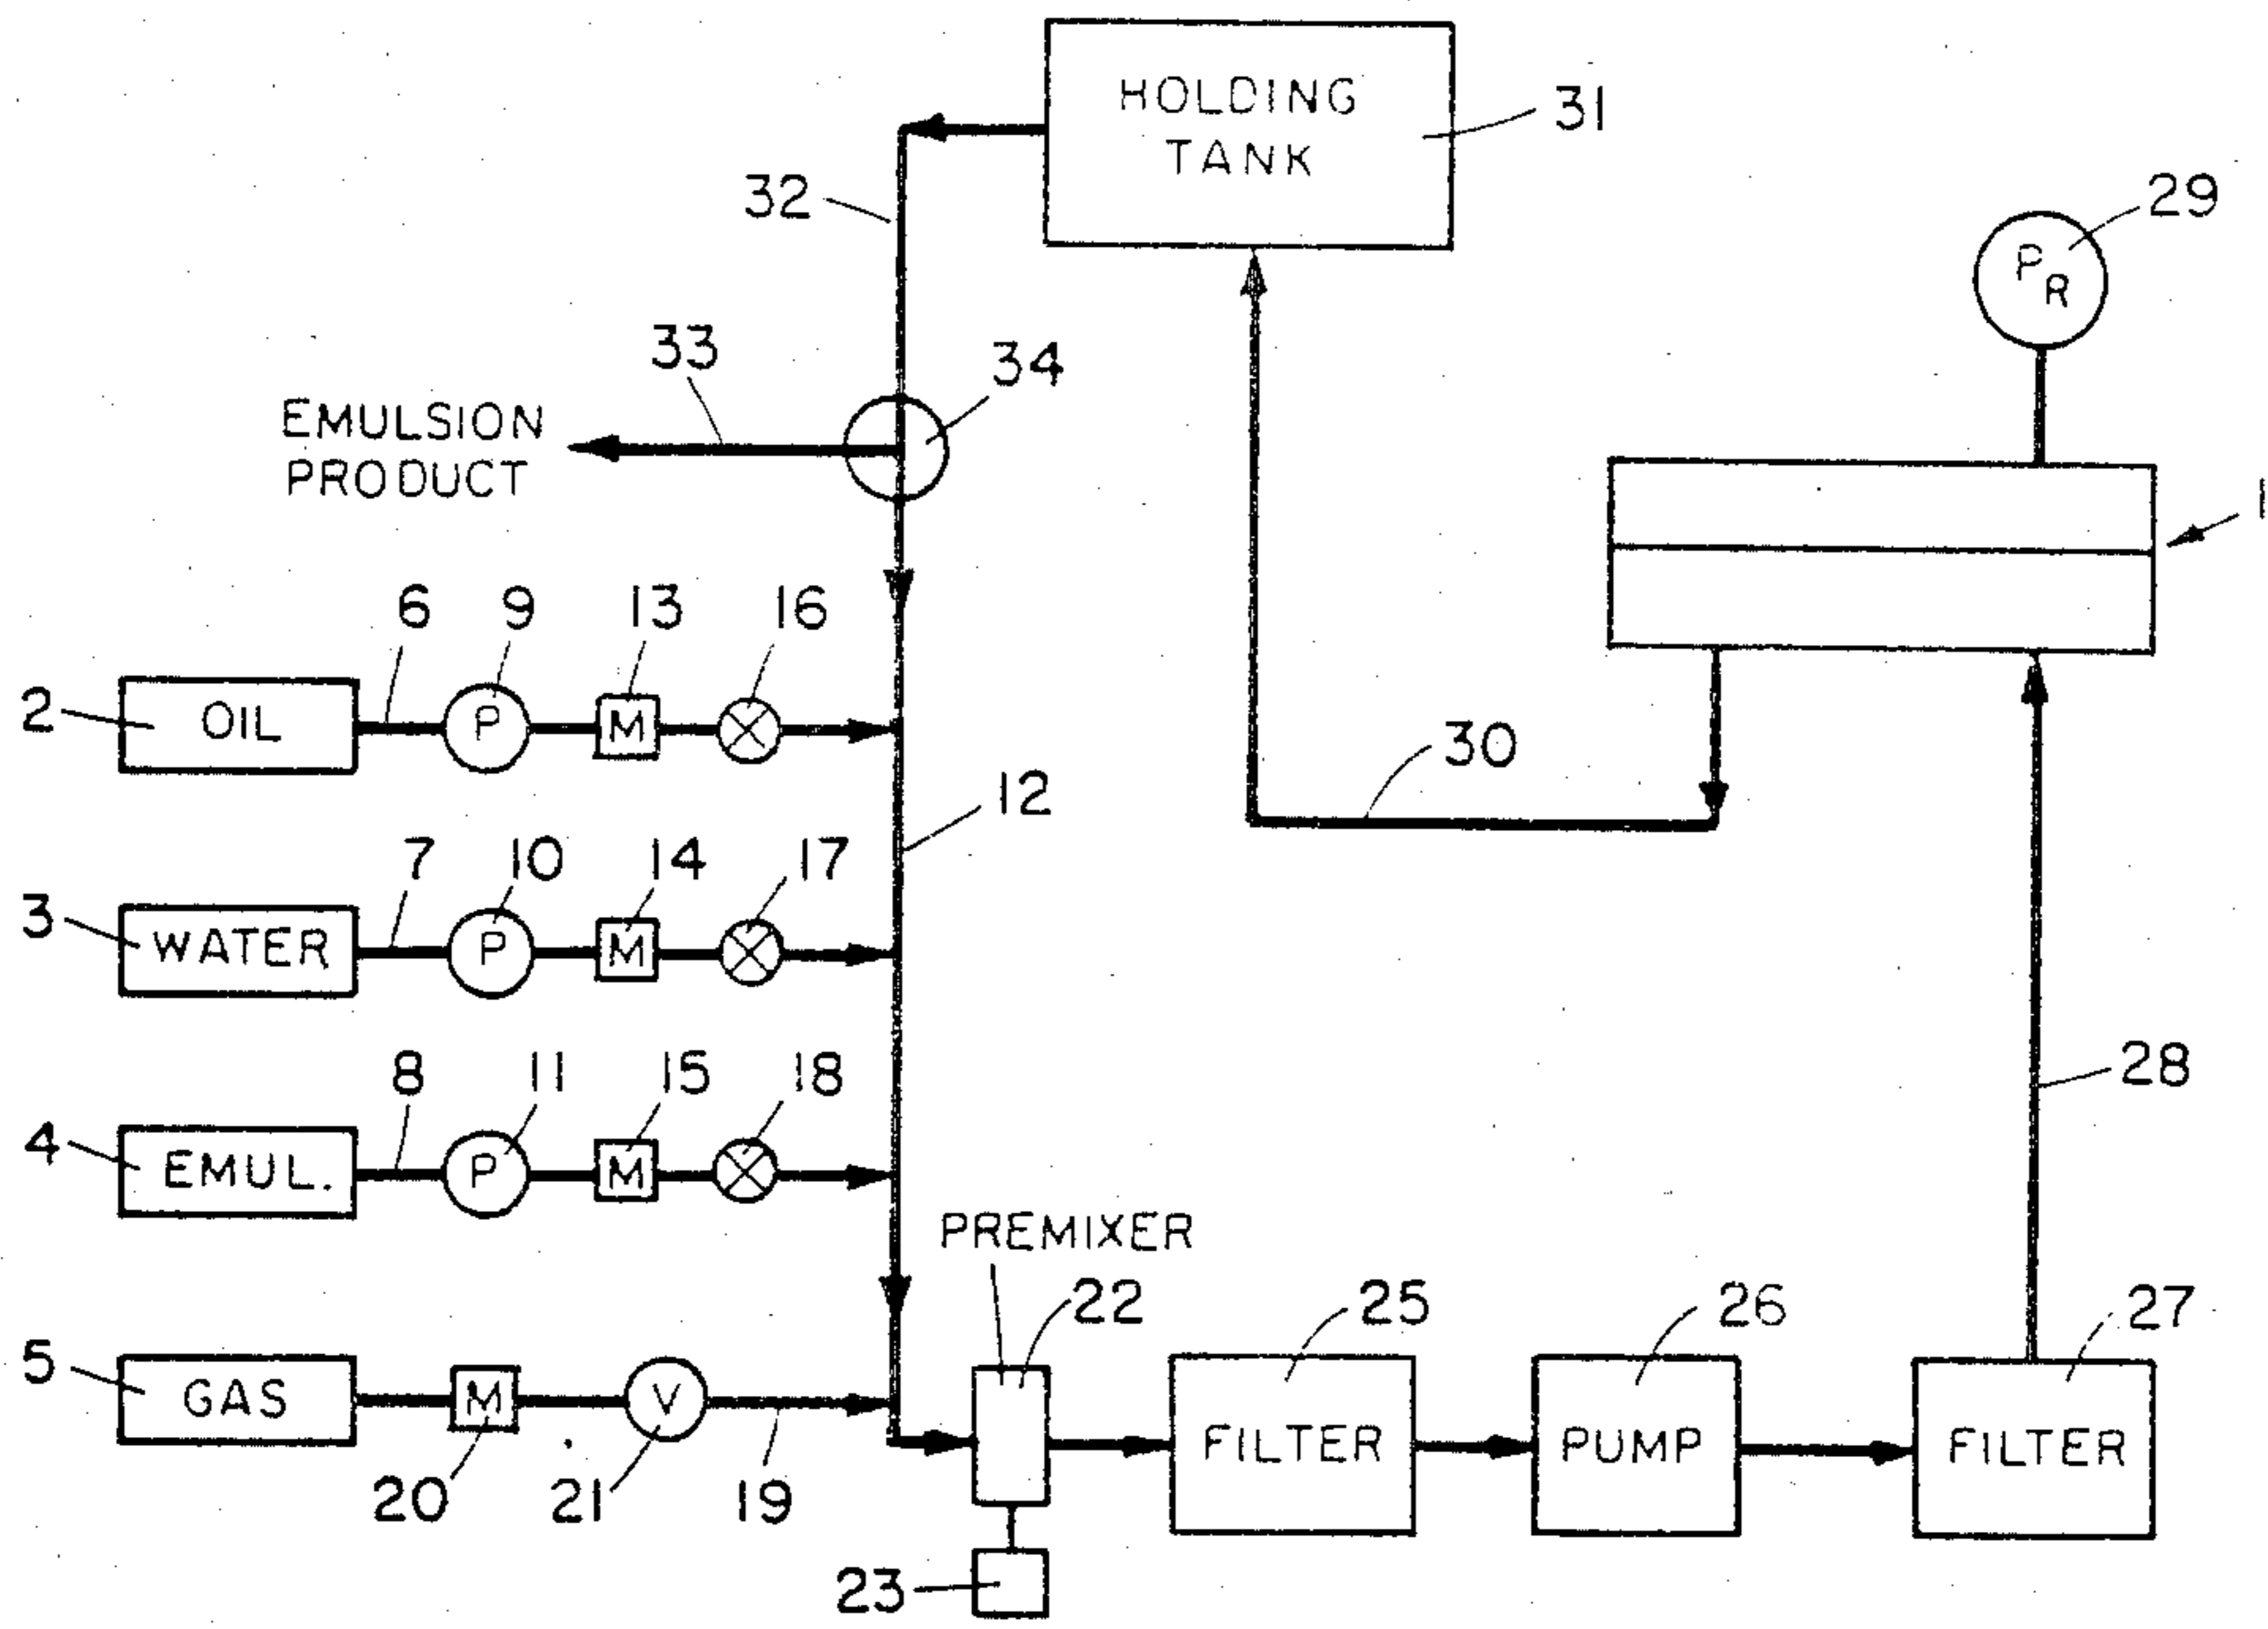 HOLDING
TANK
31
32
29
PR
33
34
EMULSION
PRODUCT
1
6
9
13
16
2
OIL
P
M
30
12
7
10
14
17
3
WATER
P
M
8
11
15
18
28
4
EMUL.
P
M
PREMIXER
22
25
26
27
5
GAS
M
V
FILTER
PUMP
FILTER
20
21
19
23